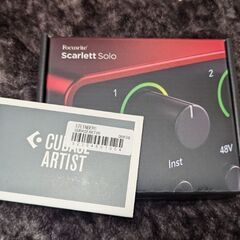 Focusrite
Scarlett Solo
1
2
Inst
48V
CUBASE
ARTIST